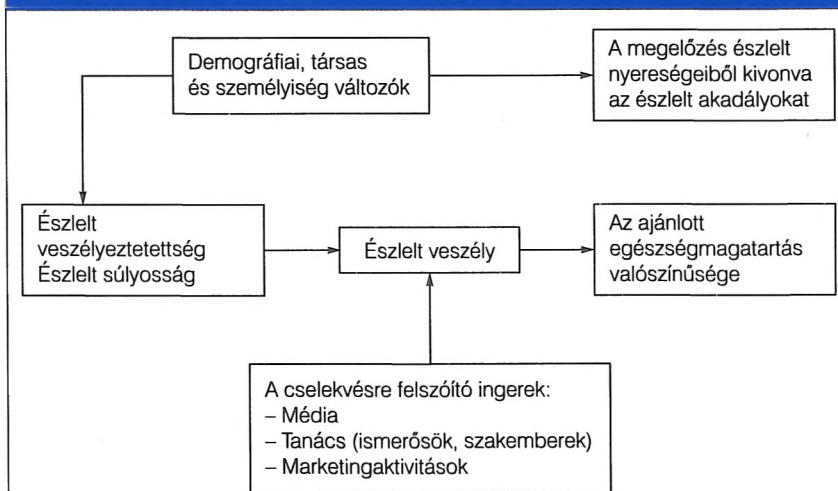 Demográfiai, társas
és személyiség változók
A megelőzés észlelt
nyereségeiből kivonva
az észlelt akadályokat
Észlelt
veszélyeztetettség
Észlelt súlyosság
Észlelt veszély
Az ajánlott
egészségmagatartás
valószínűsége
A cselekvésre felszóító ingerek:
– Média
– Tanács (ismerősök, szakemberek)
– Marketingaktivitások